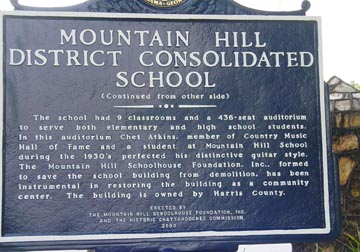 MOUNTAIN HILL
DISTRICT CONSOLIDATED
SCHOOL
(Continued from other side)
The school had 9 classrooms and a 436-seat auditorium
to serve both elementary and high school students.
In this auditorium Chet Atkins, member of Country Music
Hall of Fame and a student at Mountain Hill School
during the 1930's perfected his distinctive guitar style.
The Mountain Hill Schoolhouse Foundation, Inc., formed
to save the school building from demolition, has been
instrumental in restoring the building as a community
center. The building is owned by Harris County.
ERECTED BY
THE MOUNTAIN HILL SCHOOLHOUSE FOUNDATION, INC.
AND THE HISTORIC CHATTAHOOCHEE COMMISSION
2000